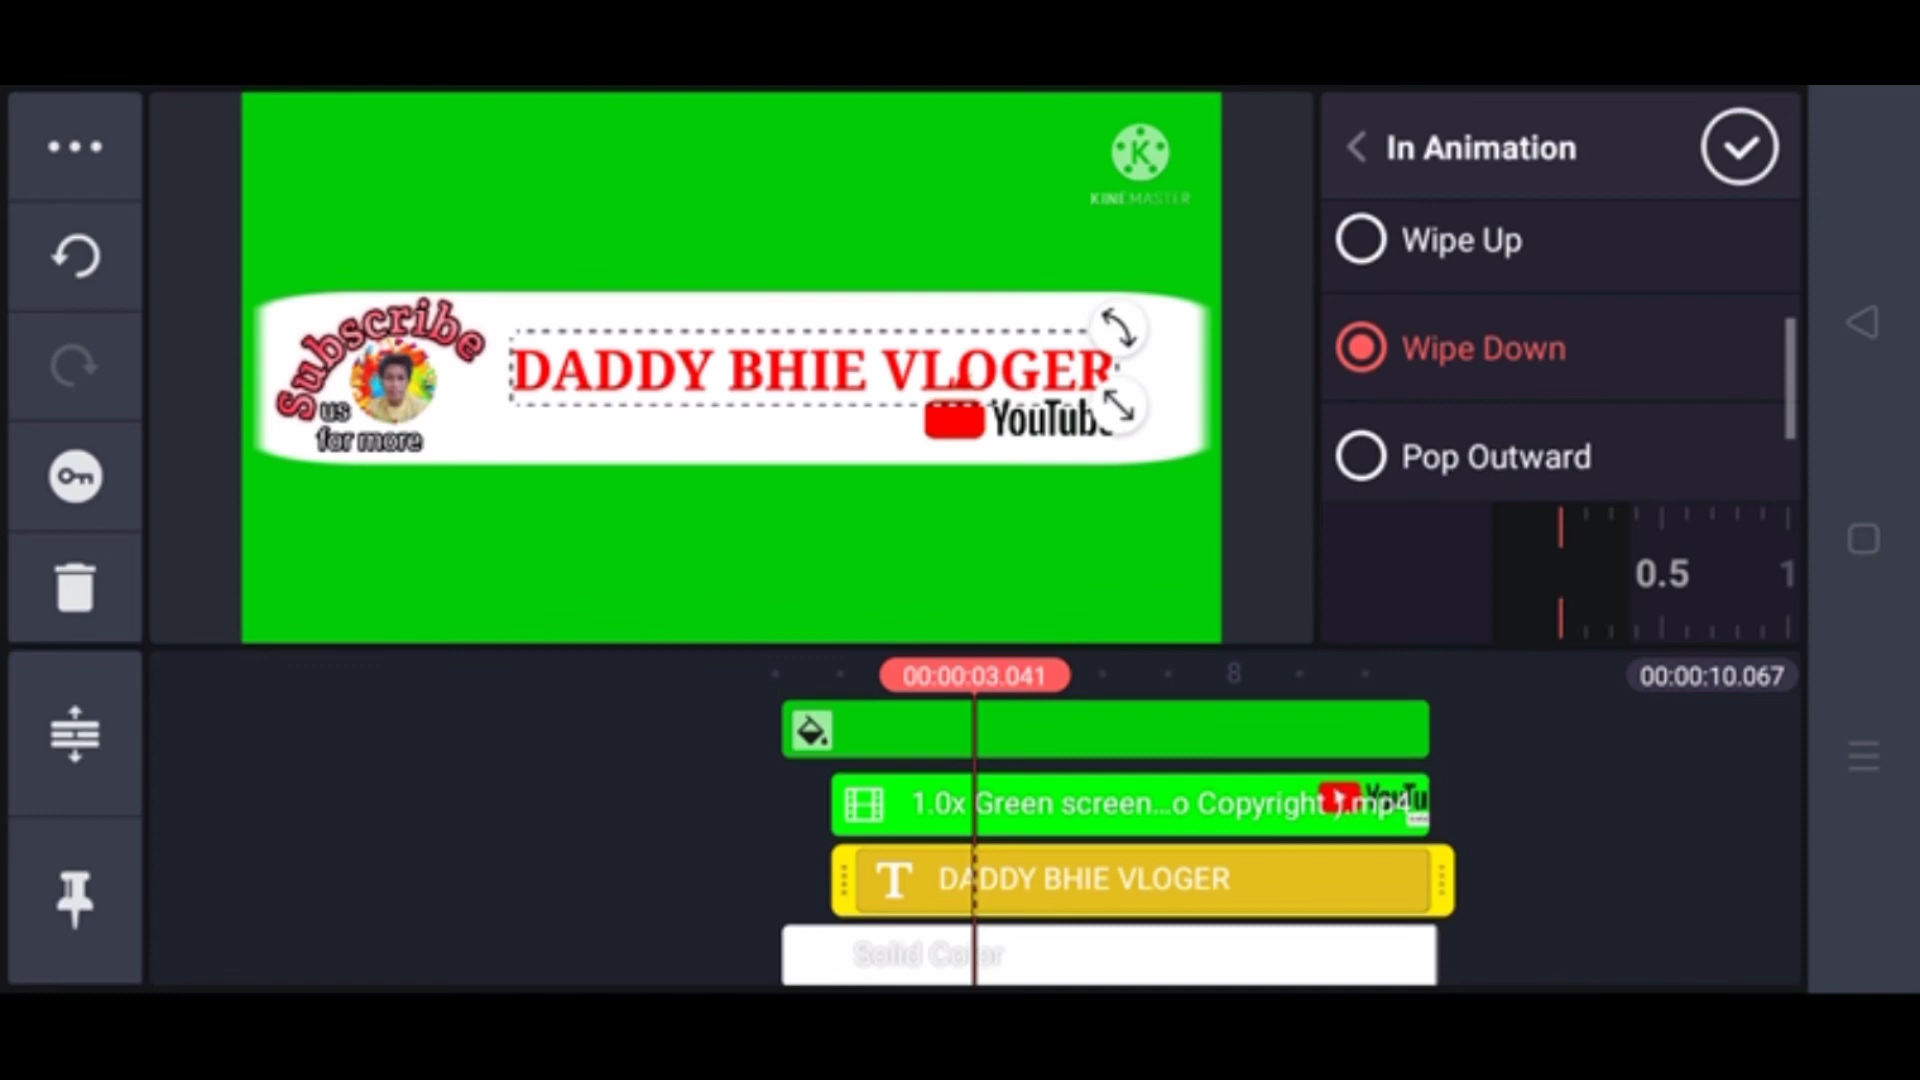 KINEMASTER
In Animation
Wipe Up
Subscribe
us
for more
DADDY BHIE VLOGER
YouTub
Wipe Down
Pop Outward
0.5
1
00:00:03.041
8
00:00:10.067
1.0x Green screen...o Copyright ).mp4
YouTu
T DADDY BHIE VLOGER
Solid Color